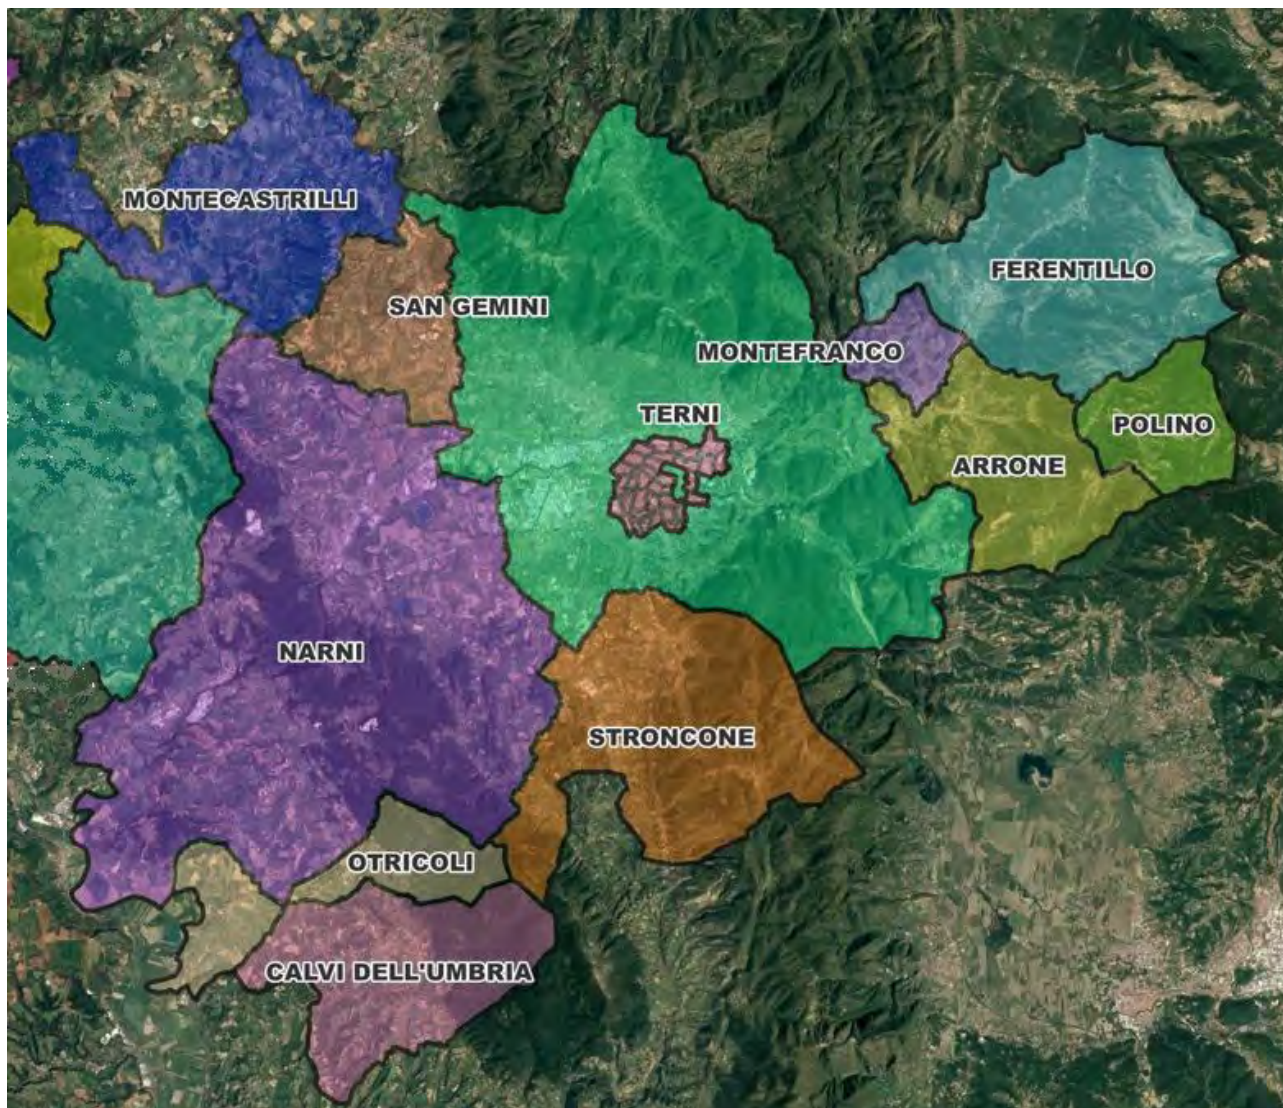 MONTECASTRILLI
FERENTILLO
SAN GEMINI
MONTEFRANCO
TERNI
POLINO
ARRONE
NARNI
STRONCONE
OTRICOLI
CALVI DELL'UMBRIA